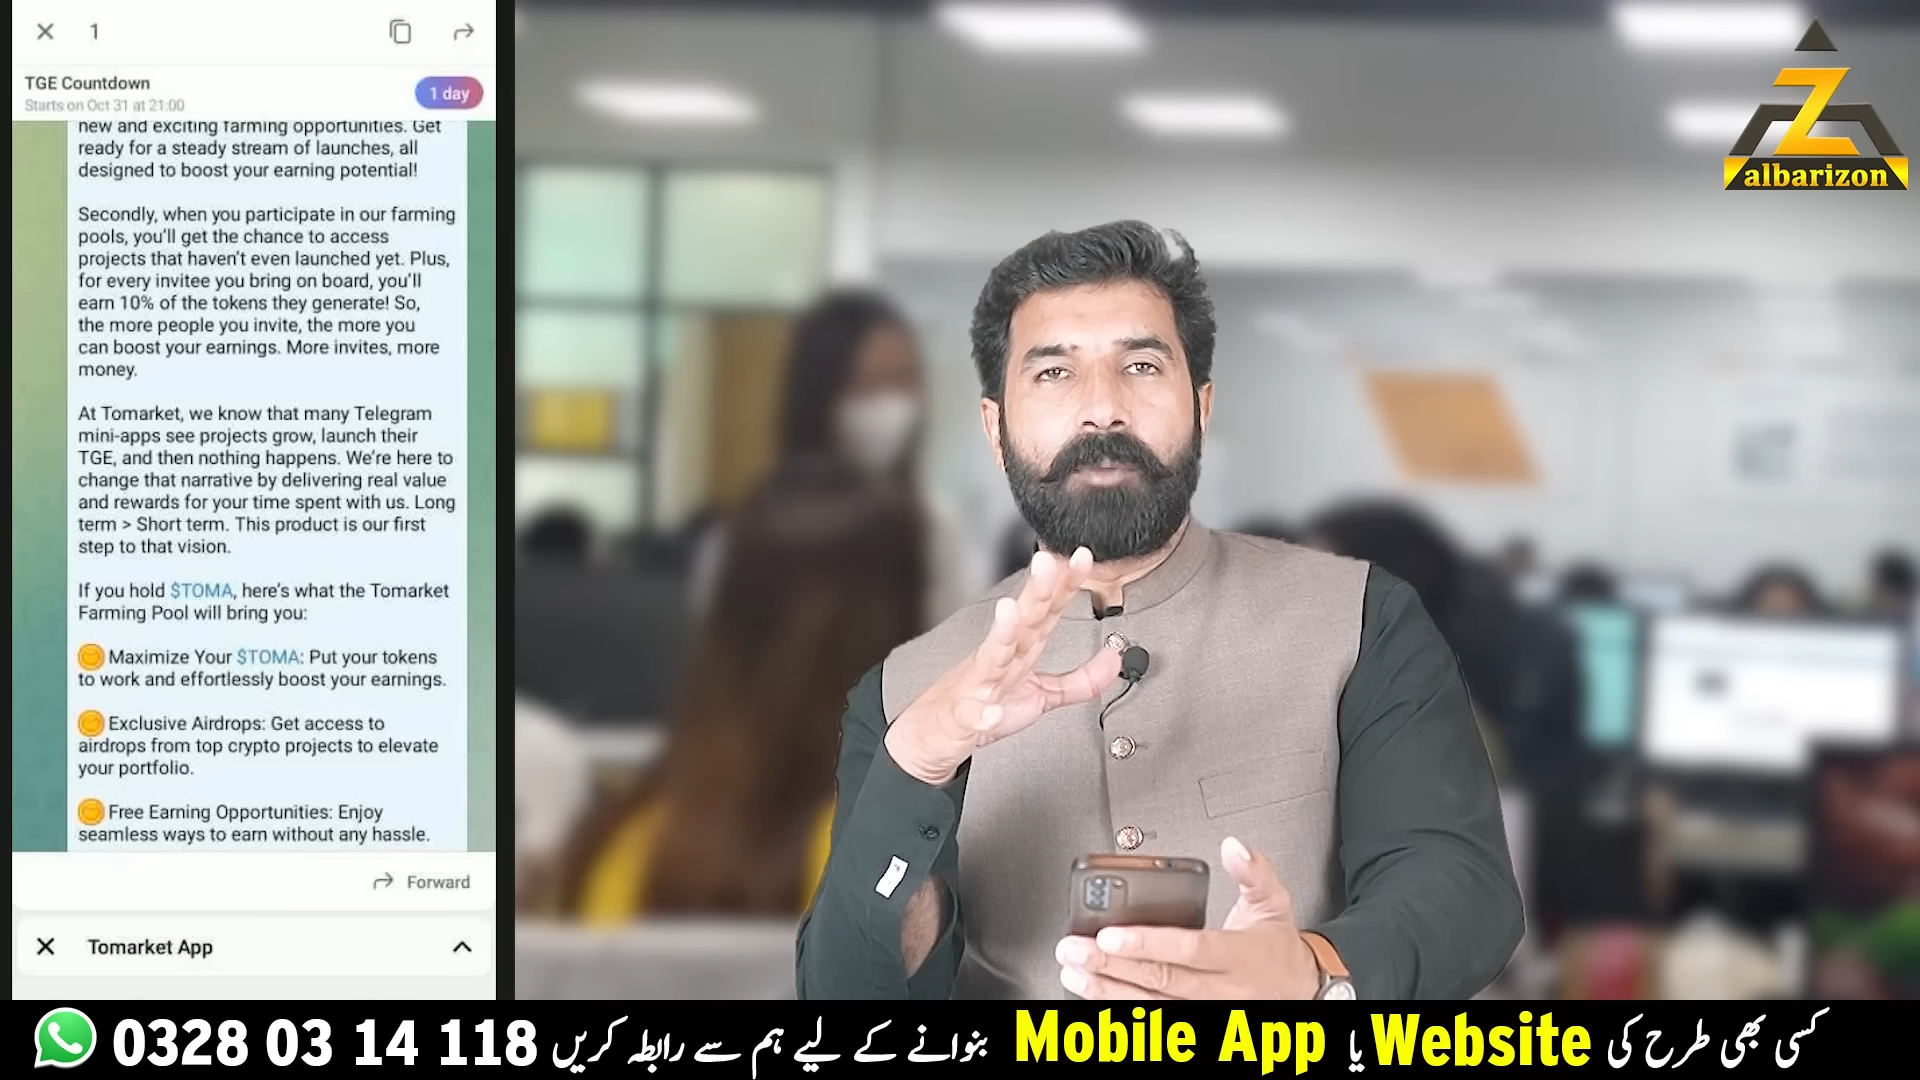 1
TGE Countdown
1 day
Starts on Oct 31 at 21:00
new and exciting farming opportunities. Get
ready for a steady stream of launches, all
designed to boost your earning potential!
Secondly, when you participate in our farming
pools, you'll get the chance to access
projects that haven't even launched yet. Plus,
for every invitee you bring on board, you'll
earn 10% of the tokens they generate! So,
the more people you invite, the more you
can boost your earnings. More invites, more
money.
At Tomarket, we know that many Telegram
mini-apps see projects grow, launch their
TGE, and then nothing happens. We're here to
change that narrative by delivering real value
and rewards for your time spent with us. Long
term > Short term. This product is our first
step to that vision.
If you hold $TOMA, here's what the Tomarket
Farming Pool will bring you:
Maximize Your $TOMA: Put your tokens
to work and effortlessly boost your earnings.
Exclusive Airdrops: Get access to
airdrops from top crypto projects to elevate
your portfolio.
Free Earning Opportunities: Enjoy
seamless ways to earn without any hassle.
Forward
Tomarket App
Z
albarizon
کسی بھی طرح کی Website یا Mobile App بنوانے کے لیے ہم سے رابطہ کریں 0328 03 14 118